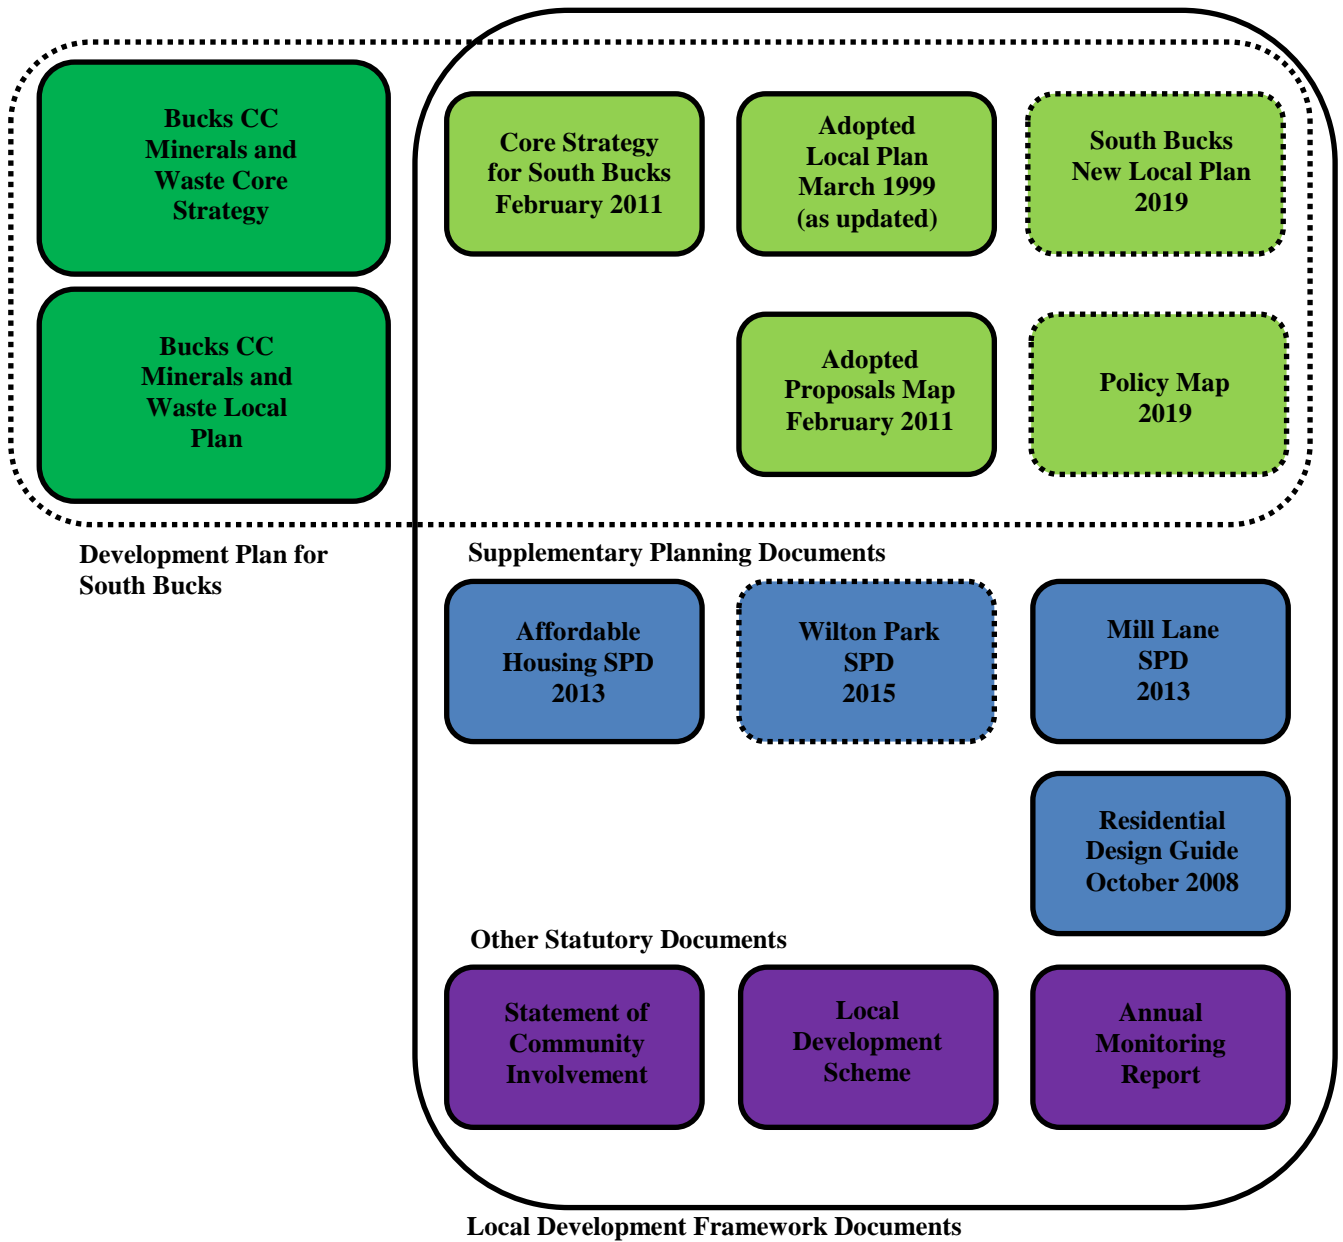 Bucks CC
Minerals and
Waste Core
Strategy
Core Strategy
for South Bucks
February 2011
Adopted
Local Plan
March 1999
(as updated)
South Bucks
New Local Plan
2019
Bucks CC
Minerals and
Waste Local
Plan
Adopted
Proposals Map
February 2011
Policy Map
2019
Development Plan for
South Bucks
Supplementary Planning Documents
Affordable
Housing SPD
2013
Wilton Park
SPD
2015
Mill Lane
SPD
2013
Residential
Design Guide
October 2008
Other Statutory Documents
Statement of
Community
Involvement
Local
Development
Scheme
Annual
Monitoring
Report
Local Development Framework Documents